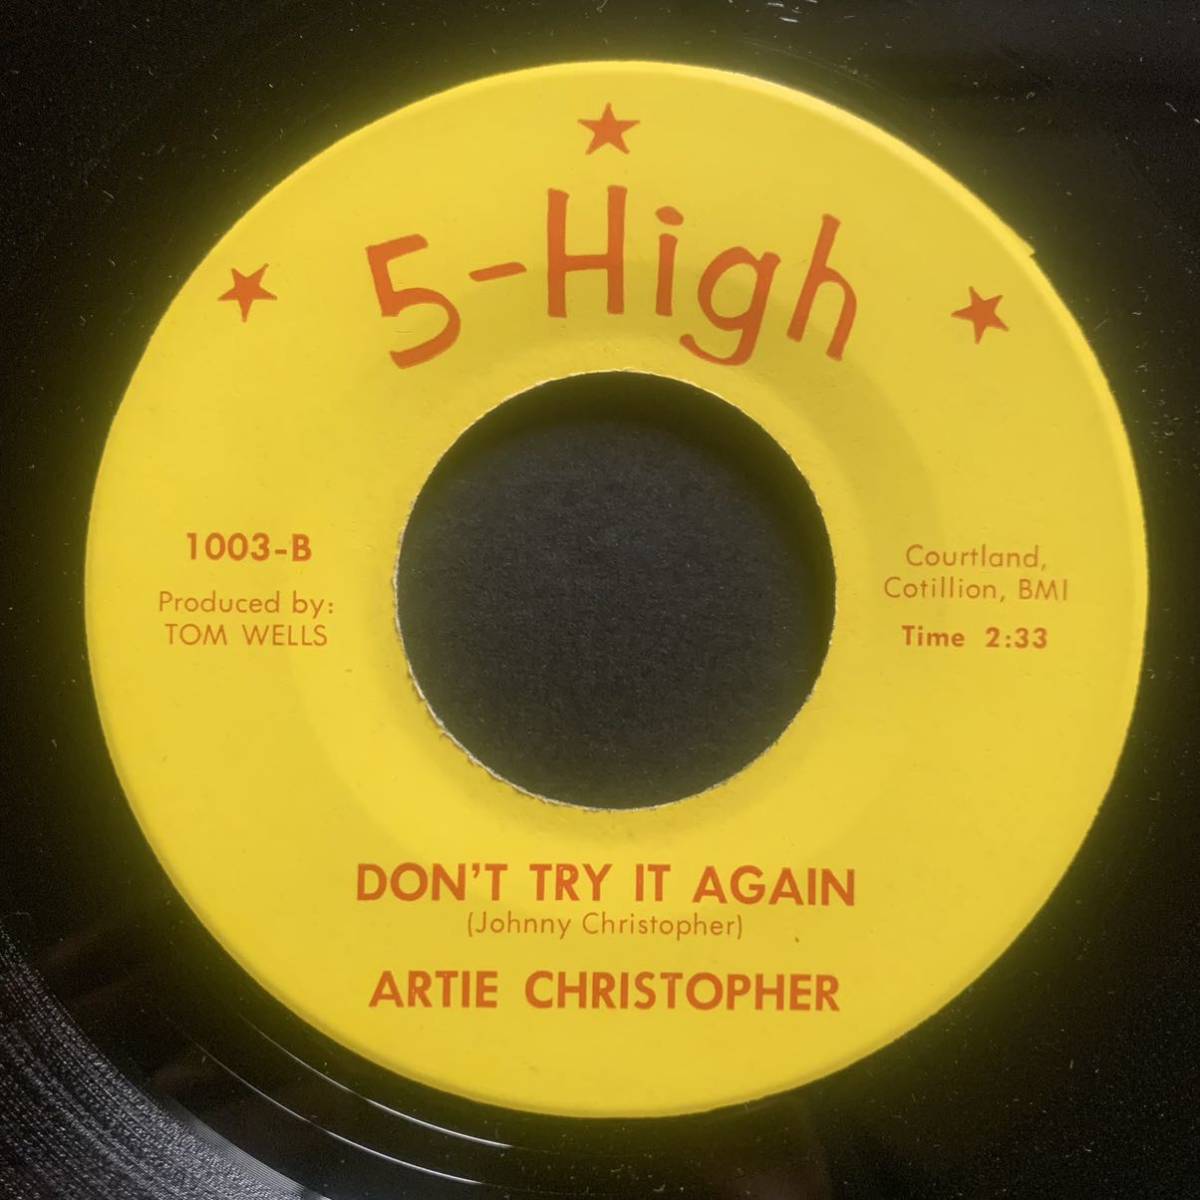 5-High
1003-B
Produced by:
TOM WELLS
Courtland,
Cotillion, BMI
Time 2:33
DON'T TRY IT AGAIN
(Johnny Christopher)
ARTIE CHRISTOPHER